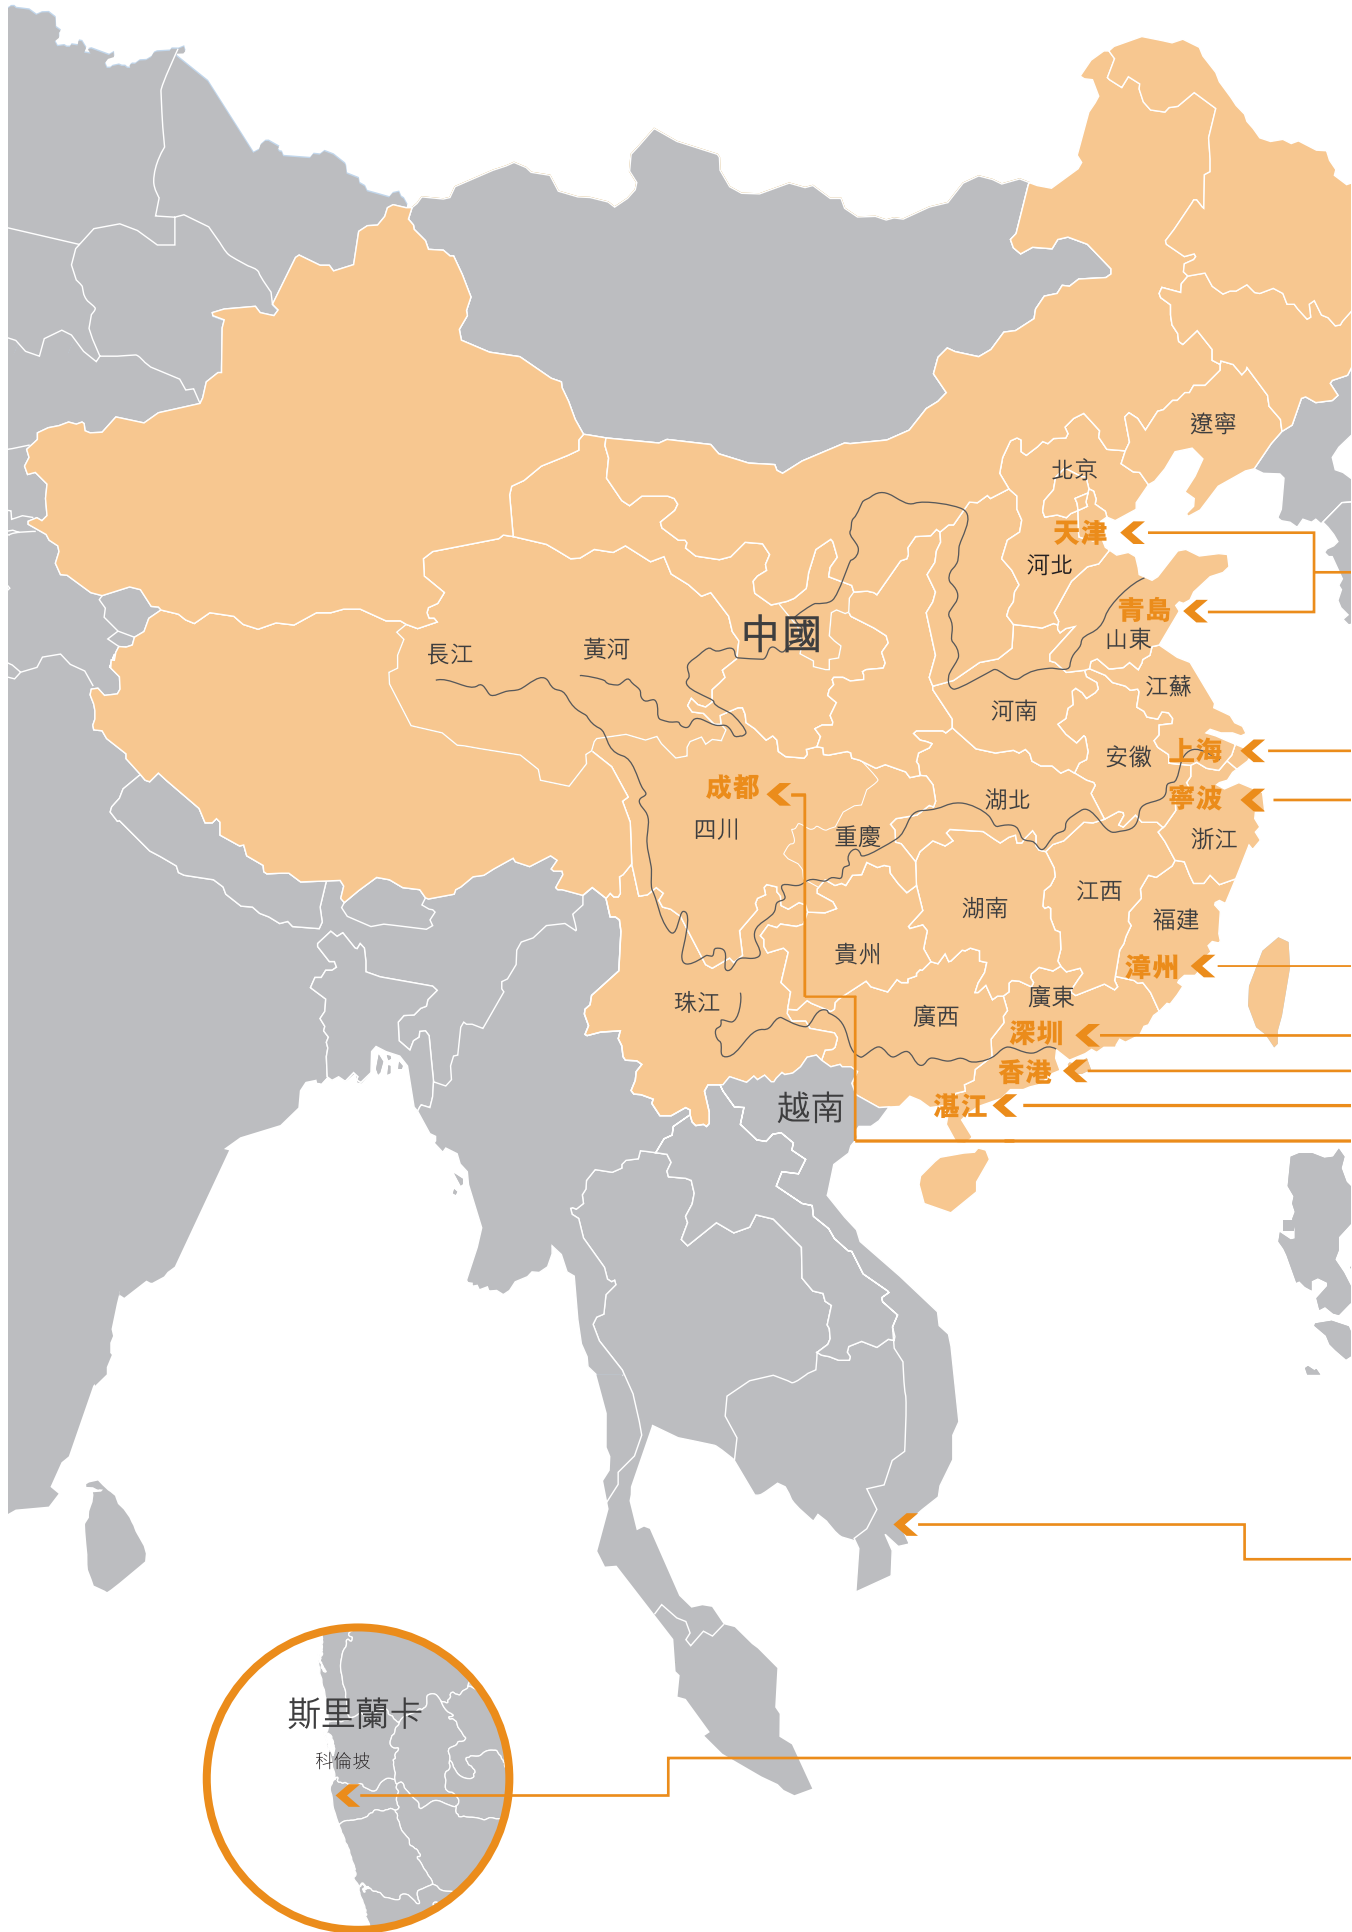 遼寧
北京
天津
河北
青島
山東
中國
長江
黃河
江蘇
河南
上海
安徽
成都
寧波
湖北
四川
重慶
浙江
江西
湖南
福建
貴州
漳州
珠江
廣東
廣西
深圳
香港
湛江
越南
斯里蘭卡
科倫坡